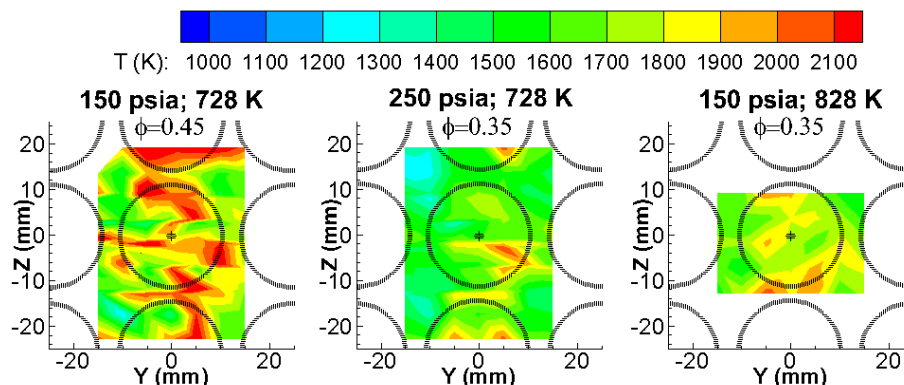 T (K): 1000 1100 1200 1300 1400 1500 1600 1700 1800 1900 2000 2100
150 psia; 728 K 250 psia; 728 K 150 psia; 828 K
ϕ=0.45 ϕ=0.35 ϕ=0.35
20 20 20
10 10 10
0 0 0
-10 -10 -10
-20 -20 -20
-Z (mm) -Z (mm) -Z (mm)
-20 0 20 -20 0 20 -20 0 20
Y (mm) Y (mm) Y (mm)